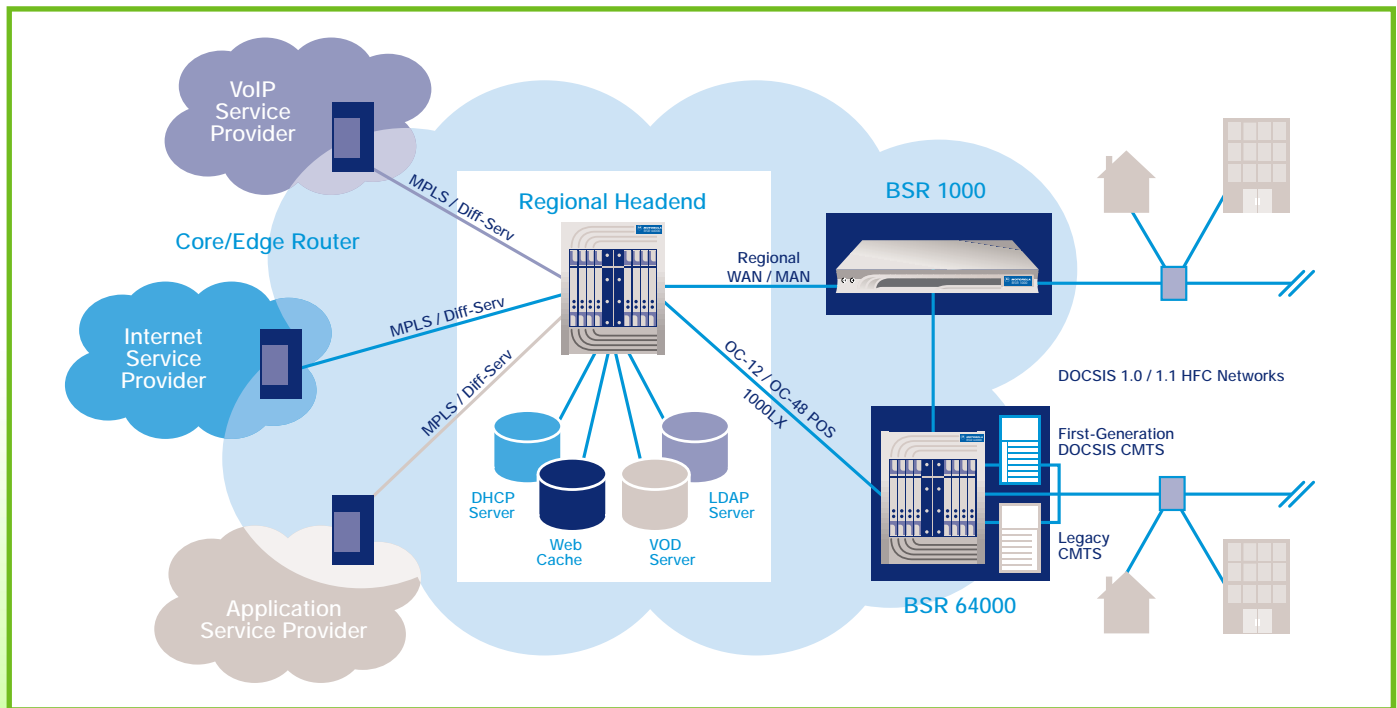 VoIP
Service
Provider
MPLS / Diff-Serv
Regional Headend
BSR 1000
Core/Edge Router
Regional
WAN / MAN
MPLS / Diff-Serv
Internet
Service
Provider
MPLS / Diff-Serv
OC-12 / OC-48 POS
1000LX
DOCSIS 1.0 / 1.1 HFC Networks
First-Generation
DOCSIS CMTS
DHCP
Server
LDAP
Server
Web
Cache
VOD
Server
Legacy
CMTS
Application
Service Provider
BSR 64000